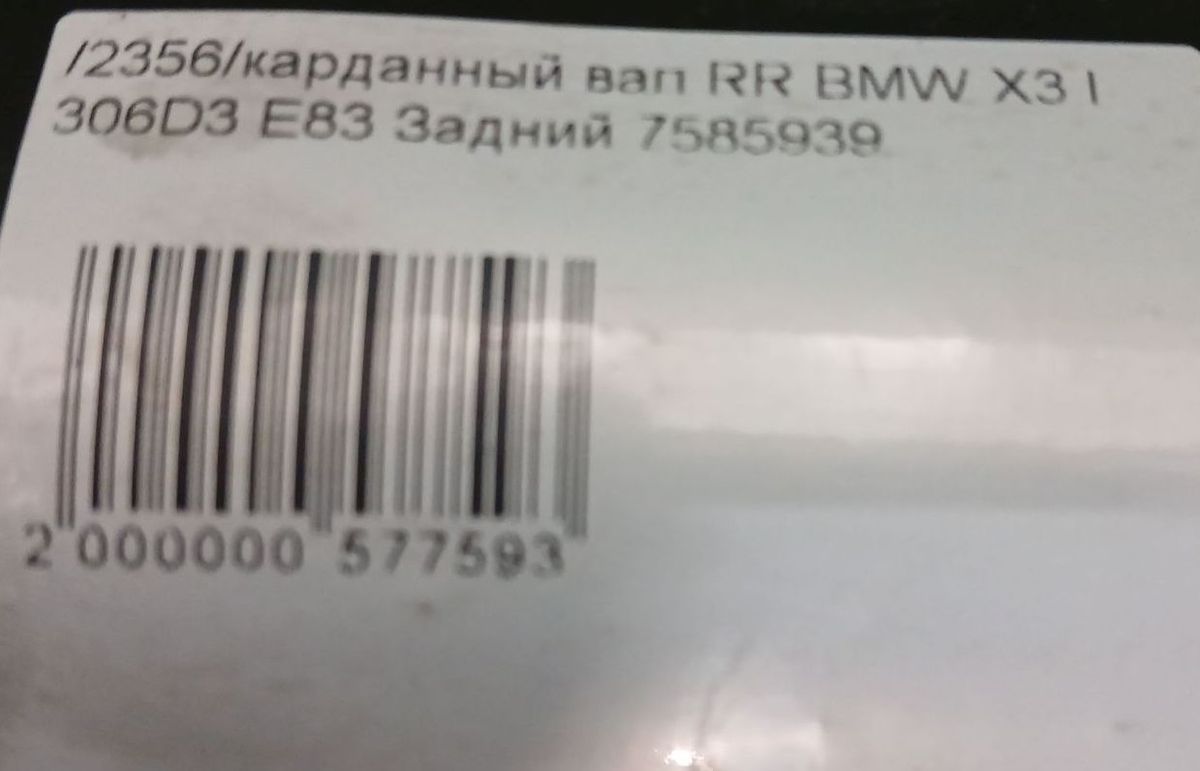 /2356/карданный вал RR BMW X3 I
306D3 E83 Задний 7585939
2 000000 577593